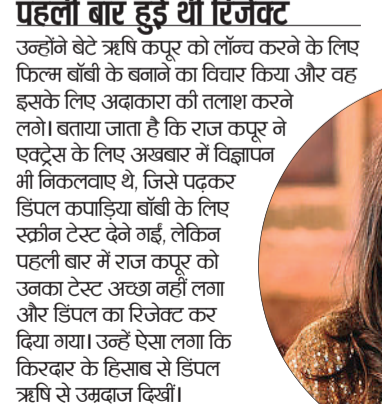 पहली बार हुई थी रिजेक्ट
उन्होंने बेटे ऋषि कपूर को लॉन्च करने के लिए
फिल्म बॉबी के बनाने का विचार किया और वह
इसके लिए अदाकारा की तलाश करने
लगे। बताया जाता है कि राज कपूर ने
एक्ट्रेस के लिए अखबार में विज्ञापन
भी निकलवाए थे, जिसे पढ़कर
डिंपल कपाड़िया बॉबी के लिए
स्क्रीन टेस्ट देने गईं, लेकिन
पहली बार में राज कपूर को
उनका टेस्ट अच्छा नहीं लगा
और डिंपल का रिजेक्ट कर
दिया गया। उन्हें ऐसा लगा कि
किरदार के हिसाब से डिंपल
ऋषि से उम्रदाज दिखीं।